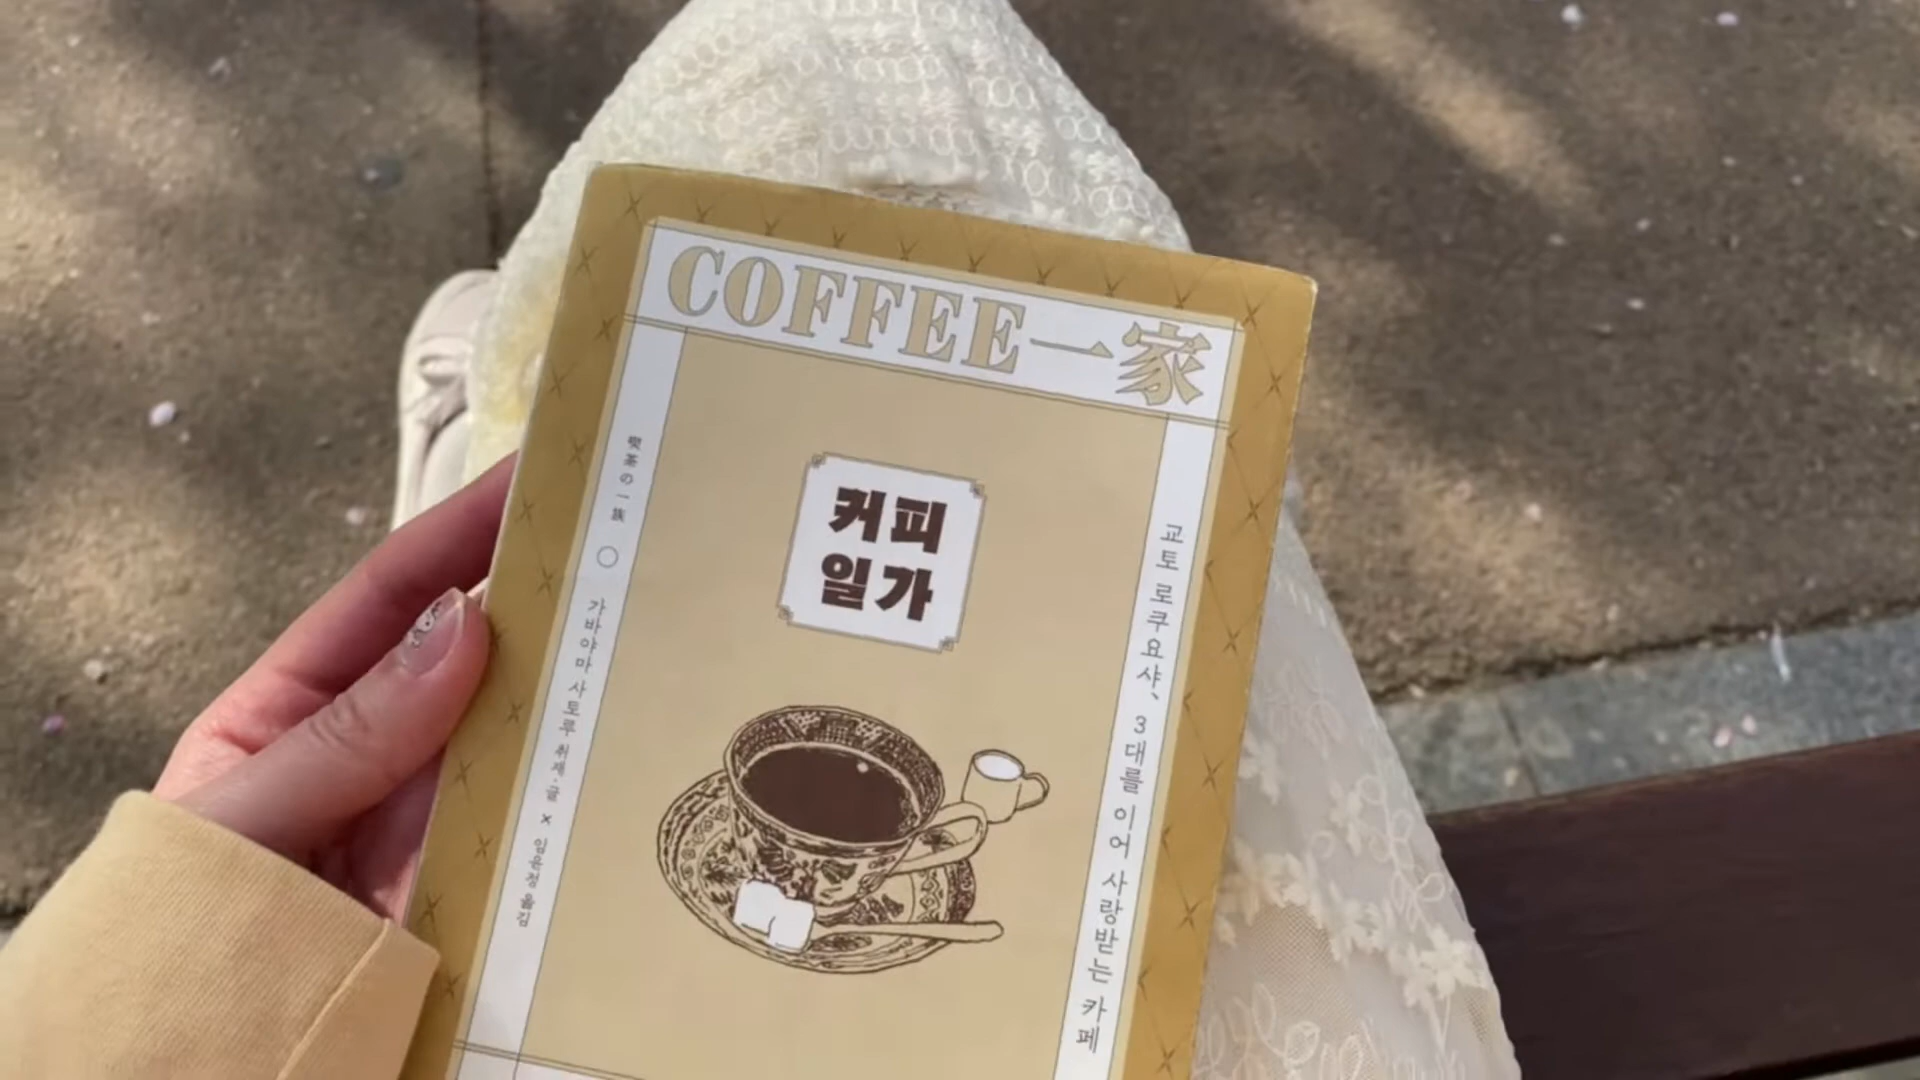 COFFEE一家
커피
일가
喫茶の一族 ○ 가바야마 사토루 취재·글 × 임윤정 옮김
교토 로쿠요샤, 3대를 이어 사랑받는 카페